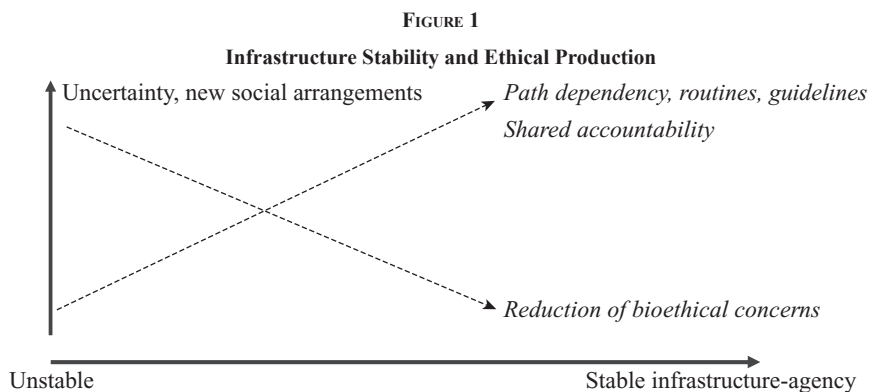 FIGURE 1
Infrastructure Stability and Ethical Production
Uncertainty, new social arrangements
Path dependency, routines, guidelines
Shared accountability
Reduction of bioethical concerns
Unstable
Stable infrastructure-agency